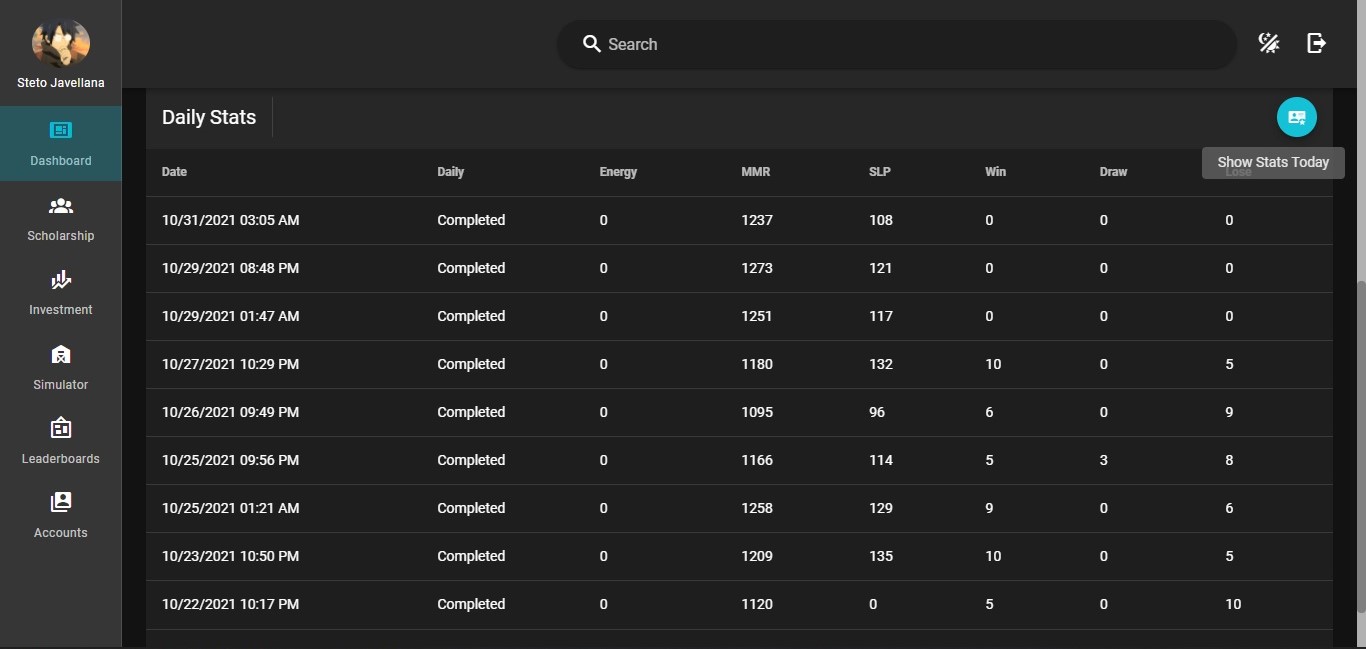 Steto Javellana
Dashboard
Scholarship
Investment
Simulator
Leaderboards
Accounts
Search
Daily Stats
Show Stats Today
Date Daily Energy MMR SLP Win Draw Lose
10/31/2021 03:05 AM Completed 0 1237 108 0 0 0
10/29/2021 08:48 PM Completed 0 1273 121 0 0 0
10/29/2021 01:47 AM Completed 0 1251 117 0 0 0
10/27/2021 10:29 PM Completed 0 1180 132 10 0 5
10/26/2021 09:49 PM Completed 0 1095 96 6 0 9
10/25/2021 09:56 PM Completed 0 1166 114 5 3 8
10/25/2021 01:21 AM Completed 0 1258 129 9 0 6
10/23/2021 10:50 PM Completed 0 1209 135 10 0 5
10/22/2021 10:17 PM Completed 0 1120 0 5 0 10